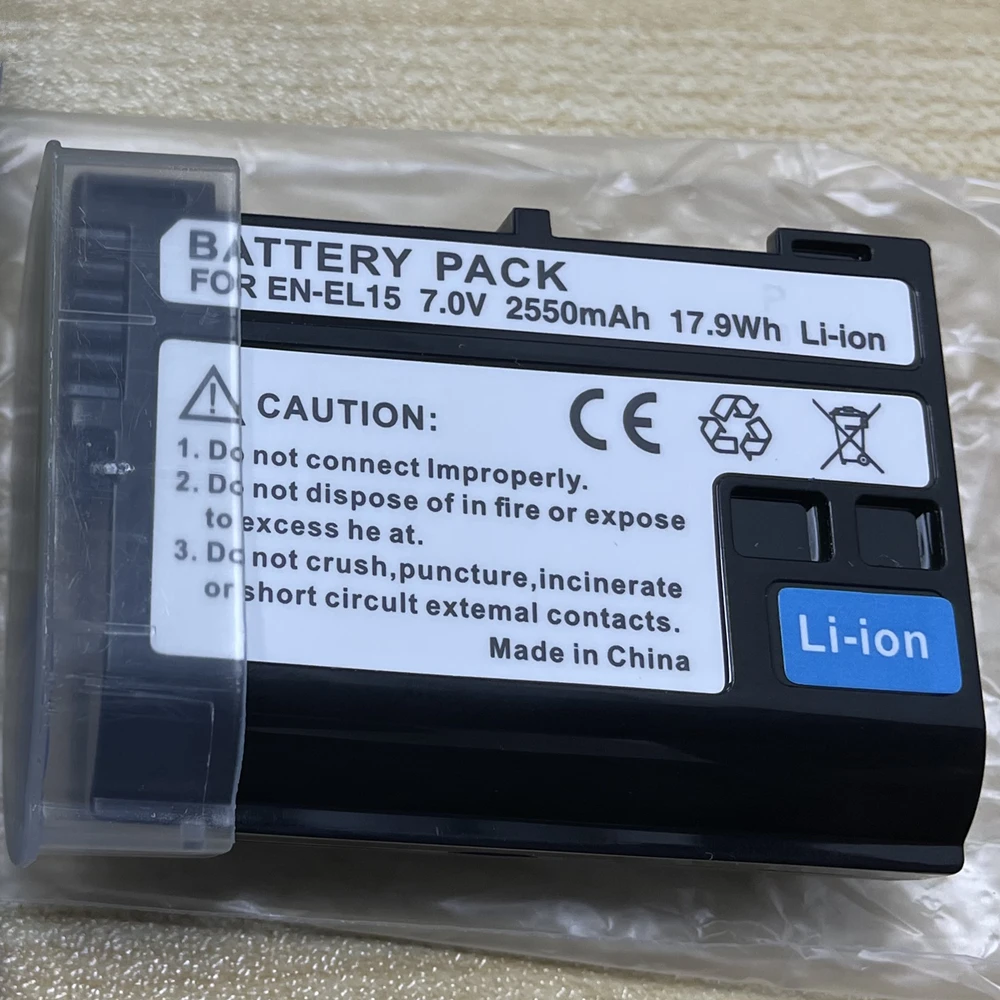 BATTERY PACK
FOR EN-EL15 7.0V 2550mAh 17.9Wh Li-ion
CAUTION:
1. Do not connect Improperly.
2. Do not dispose of in fire or expose
to excess he at.
3. Do not crush,puncture,incinerate
or short circuit extemal contacts.
Made in China
Li-ion